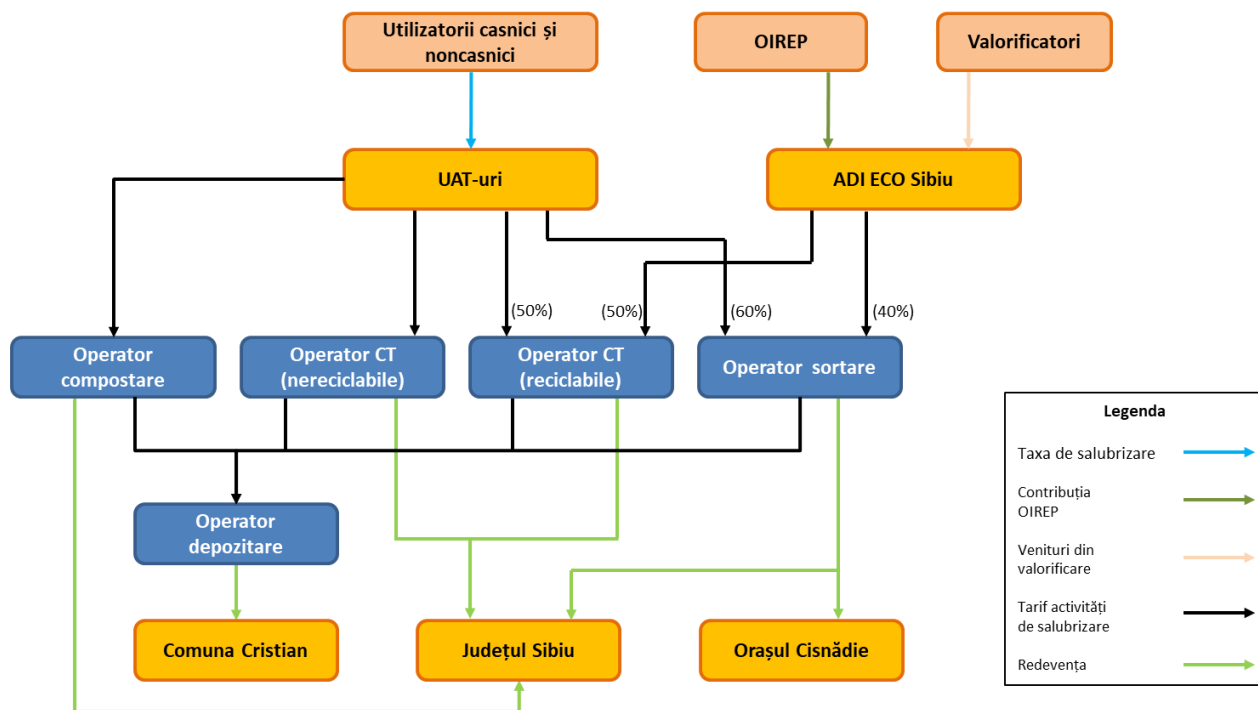 Utilizatorii casnici și
noncasnici
OIREP
Valorificatori
UAT-uri
ADI ECO Sibiu
(50%)
(50%)
(60%)
(40%)
Operator
compostare
Operator CT
(nereciclabile)
Operator CT
(reciclabile)
Operator sortare
Operator
depozitare
Comuna Cristian
Județul Sibiu
Orașul Cisnădie
Legenda
Taxa de salubrizare
Contribuția
OIREP
Venituri din
valorificare
Tarif activități
de salubrizare
Redevența